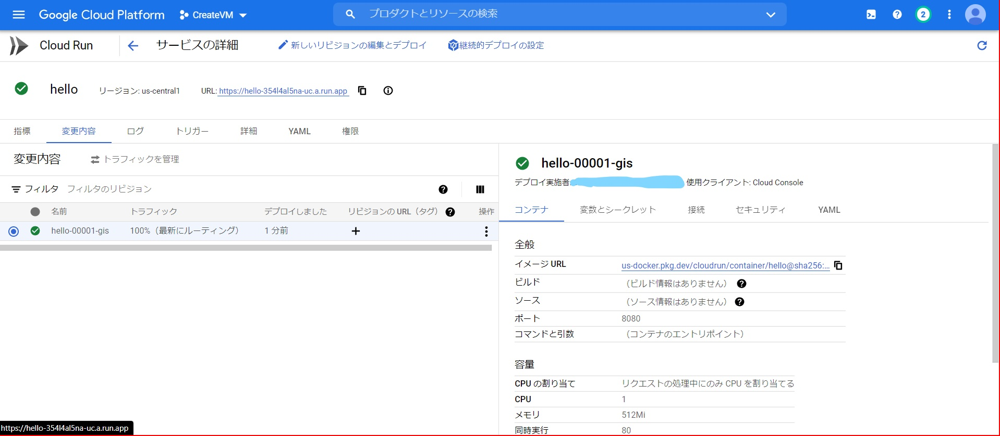 Google Cloud Platform
CreateVM
プロダクトとリソースの検索
2
Cloud Run
サービスの詳細
新しいリビジョンの編集とデプロイ
継続的デプロイの設定
hello
リージョン: us-central1
URL: https://hello-354l4al5na-uc.a.run.app
指標
変更内容
ログ
トリガー
詳細
YAML
権限
変更内容
トラフィックを管理
フィルタ フィルタのリビジョン
名前 トラフィック デプロイしました リビジョンの URL（タグ） 操作
hello-00001-gis 100%（最新にルーティング） 1 分前
hello-00001-gis
デプロイ実施者: 使用クライアント: Cloud Console
コンテナ
変数とシークレット
接続
セキュリティ
YAML
全般
イメージ URL us-docker.pkg.dev/cloudrun/container/hello@sha256:...
ビルド （ビルド情報はありません）
ソース （ソース情報はありません）
ポート 8080
コマンドと引数 （コンテナのエントリポイント）
容量
CPU の割り当て リクエストの処理中にのみ CPU を割り当てる
CPU 1
メモリ 512Mi
同時実行 80
https://hello-354l4al5na-uc.a.run.app